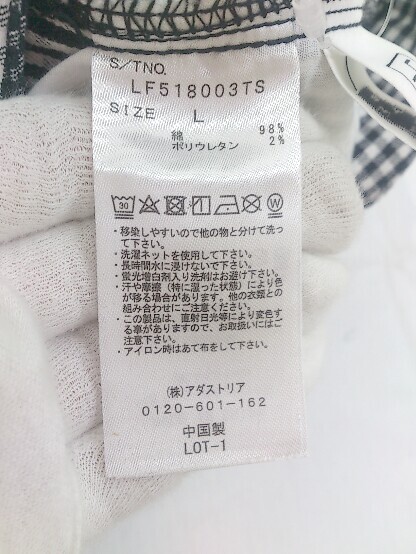 S/TNO.
LF518003TS
SIZE L
綿 98%
ポリウレタン 2%
30
W
・移染しやすいので他の物と分けて洗っ
て下さい。
・洗濯ネットを使用して下さい。
・長時間水に浸けないで下さい。
・蛍光増白剤入り洗剤はお避け下さい。
・汗や摩擦(特に湿った状態)により色
が移る場合があります。他の衣類との
組み合わせにご注意ください。
・この製品は、直射日光等により変色す
る事がありますので、お取扱いにはご
注意下さい。
・アイロン時はあて布をして下さい。
(株)アダストリア
0120-601-162
中国製
LOT-1